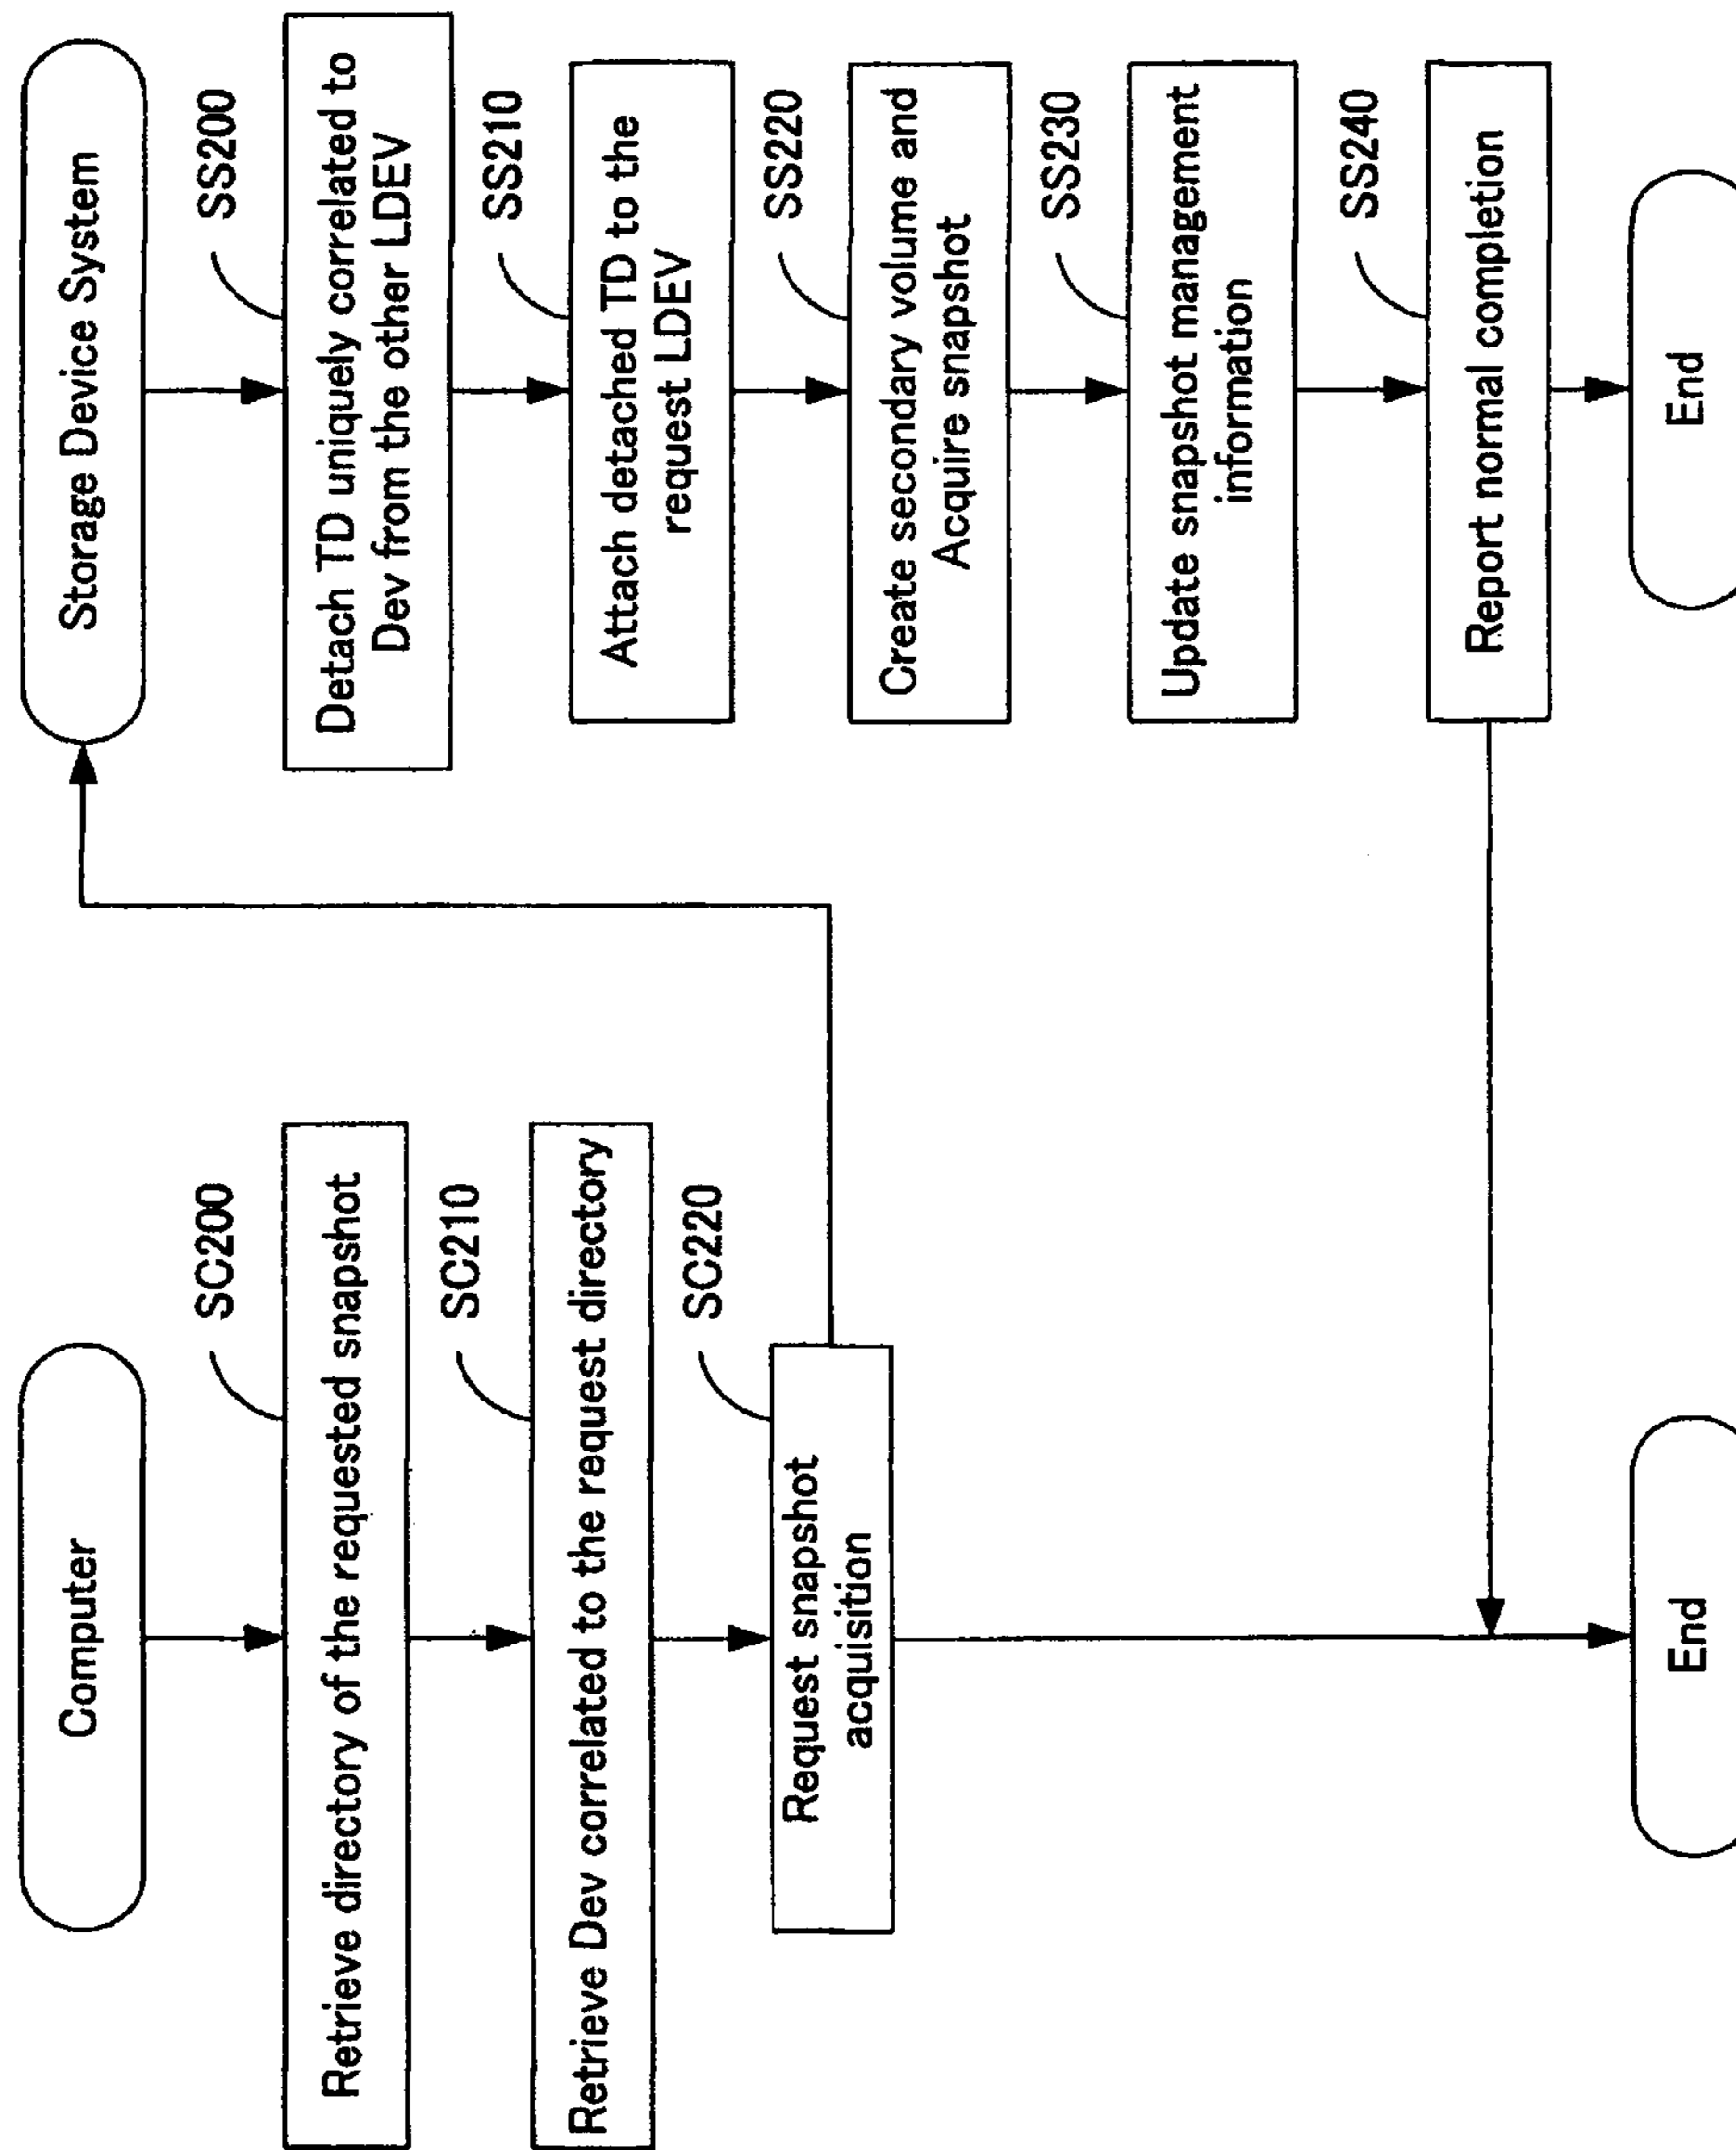 Computer
SC200
Retrieve directory of the requested snapshot
SC210
Retrieve Dev correlated to the request directory
SC220
Request snapshot
acquisition
End
Storage Device System
SS200
Detach TD uniquely correlated to
Dev from the other LDEV
SS210
Attach detached TD to the
request LDEV
SS220
Create secondary volume and
Acquire snapshot
SS230
Update snapshot management
information
SS240
Report normal completion
End